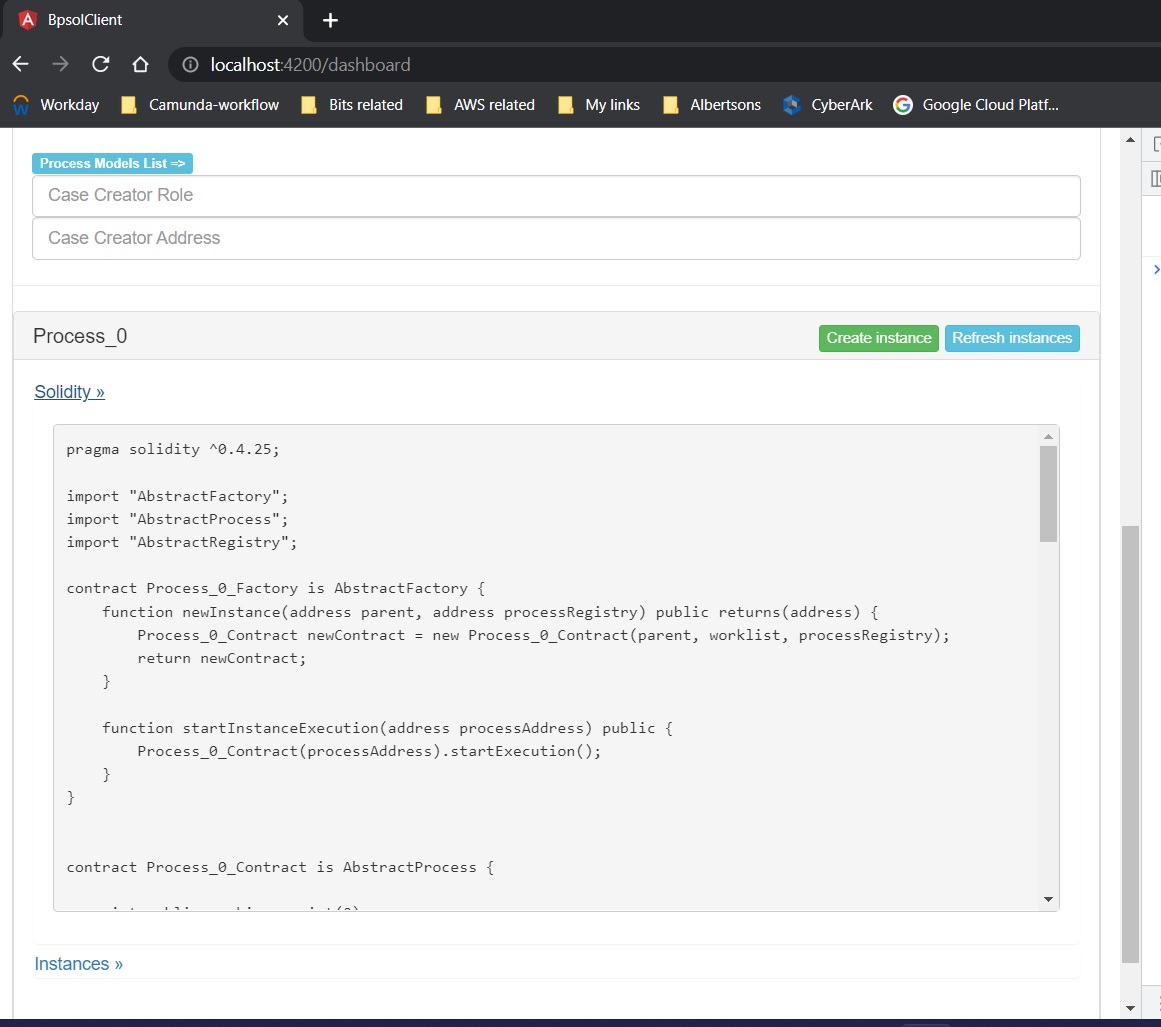 BpsolClient
localhost:4200/dashboard
Workday Camunda-workflow Bits related AWS related My links Albertsons CyberArk Google Cloud Platf...
Process Models List =>
Case Creator Role
Case Creator Address
Process_0 Create instance Refresh instances
Solidity »
pragma solidity ^0.4.25;
import "AbstractFactory";
import "AbstractProcess";
import "AbstractRegistry";
contract Process_0_Factory is AbstractFactory {
function newInstance(address parent, address processRegistry) public returns(address) {
Process_0_Contract newContract = new Process_0_Contract(parent, worklist, processRegistry);
return newContract;
}
function startInstanceExecution(address processAddress) public {
Process_0_Contract(processAddress).startExecution();
}
}
contract Process_0_Contract is AbstractProcess {
Instances »